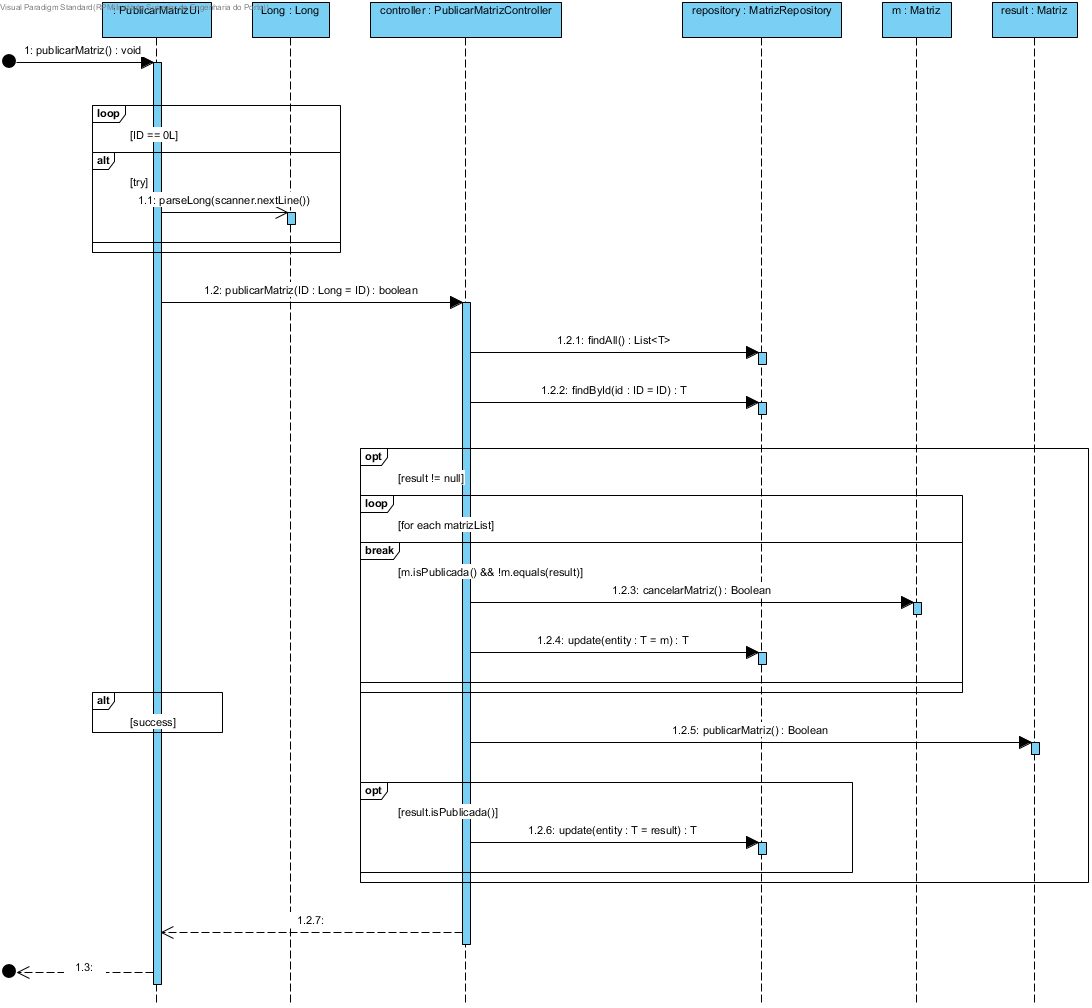 Visual Paradigm Standard(
: PublicarMatrizUI
Long : Long
controller : PublicarMatrizController
repository : MatrizRepository
m : Matriz
result : Matriz
1: publicarMatriz() : void
loop
[ID == 0L]
alt
[try]
1.1: parseLong(scanner.nextLine())
1.2: publicarMatriz(ID : Long = ID) : boolean
1.2.1: findAll() : List<T>
1.2.2: findById(id : ID = ID) : T
opt
[result != null]
loop
[for each matrizList]
break
[m.isPublicada() && !m.equals(result)]
1.2.3: cancelarMatriz() : Boolean
1.2.4: update(entity : T = m) : T
alt
[success]
1.2.5: publicarMatriz() : Boolean
opt
[result.isPublicada()]
1.2.6: update(entity : T = result) : T
1.2.7:
1.3: